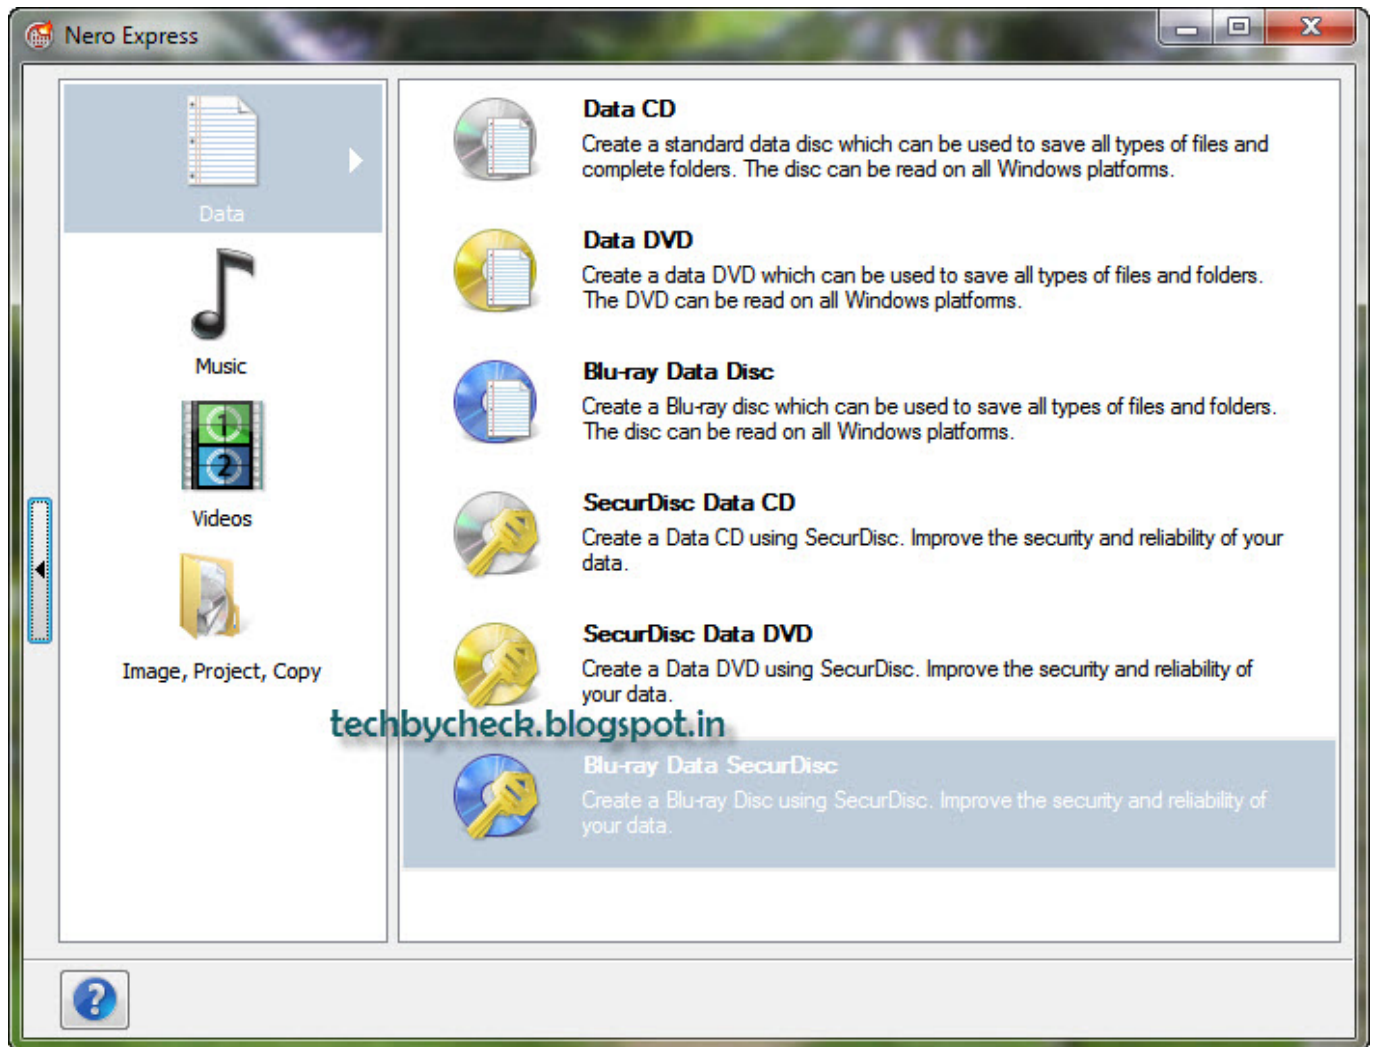 Nero Express
Data
Music
1
2
Videos
Image, Project, Copy
Data CD
Create a standard data disc which can be used to save all types of files and
complete folders. The disc can be read on all Windows platforms.
Data DVD
Create a data DVD which can be used to save all types of files and folders.
The DVD can be read on all Windows platforms.
Blu-ray Data Disc
Create a Blu-ray disc which can be used to save all types of files and folders.
The disc can be read on all Windows platforms.
SecurDisc Data CD
Create a Data CD using SecurDisc. Improve the security and reliability of your
data.
SecurDisc Data DVD
Create a Data DVD using SecurDisc. Improve the security and reliability of
your data.
techbycheck.blogspot.in
Blu-ray Data SecurDisc
Create a Blu-ray Disc using SecurDisc. Improve the security and reliability of
your data.
?